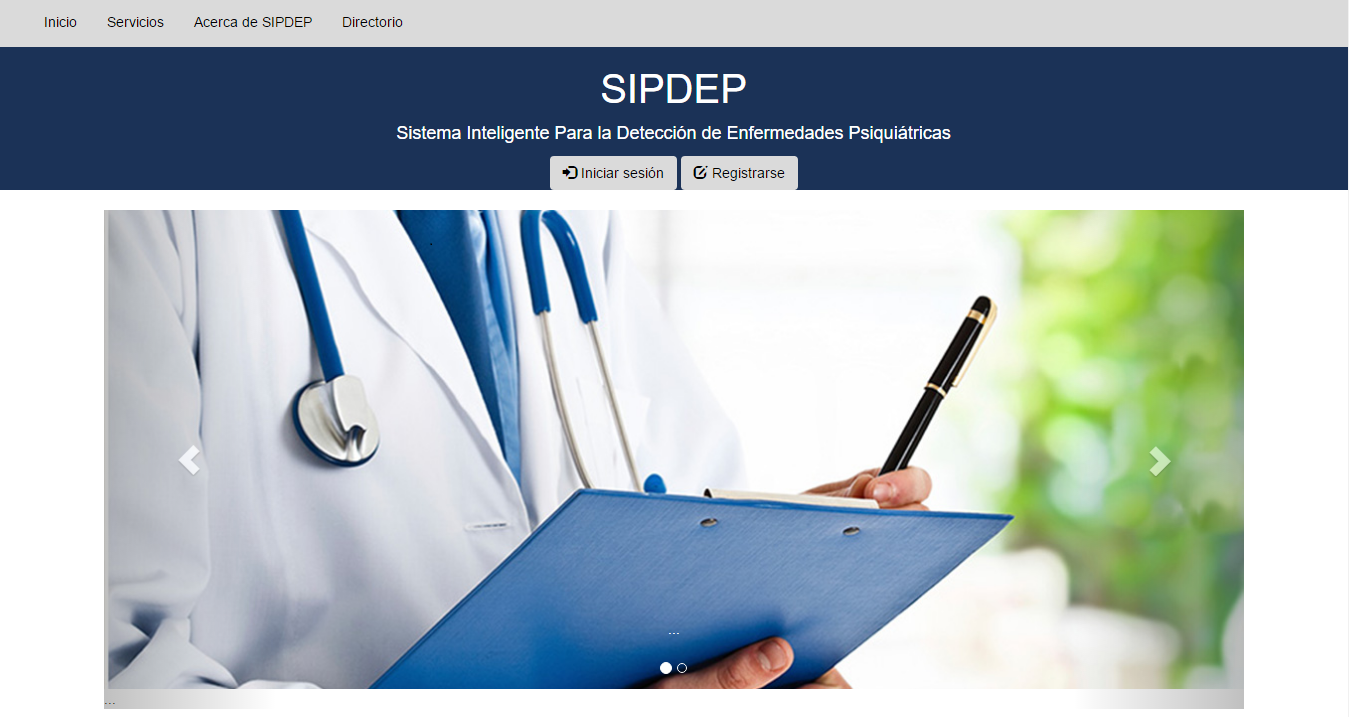 Inicio Servicios Acerca de SIPDEP Directorio
SIPDEP
Sistema Inteligente Para la Detección de Enfermedades Psiquiátricas
Iniciar sesión Registrarse
...
...